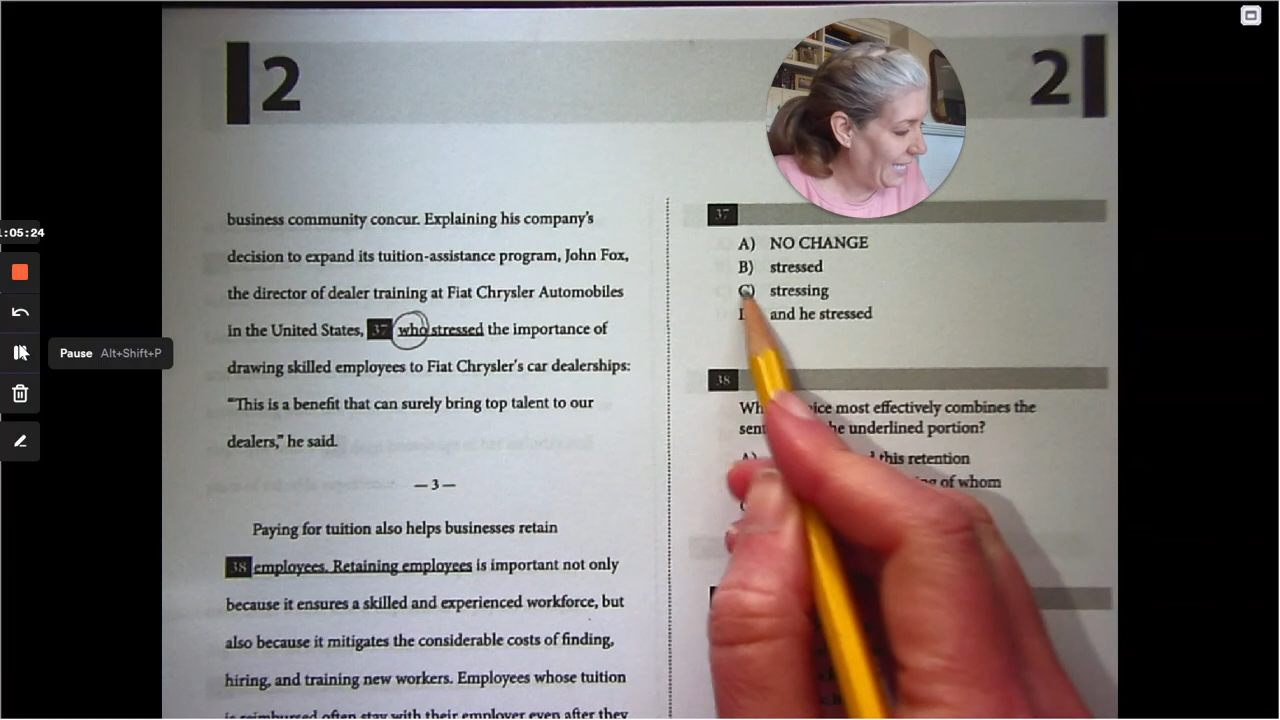 2
2
1:05:24
Pause Alt+Shift+P
business community concur. Explaining his company's
decision to expand its tuition-assistance program, John Fox,
the director of dealer training at Fiat Chrysler Automobiles
in the United States, 37 who stressed the importance of
drawing skilled employees to Fiat Chrysler's car dealerships:
"This is a benefit that can surely bring top talent to our
dealers," he said.
—3—
Paying for tuition also helps businesses retain
38 employees. Retaining employees is important not only
because it ensures a skilled and experienced workforce, but
also because it mitigates the considerable costs of finding,
hiring, and training new workers. Employees whose tuition
is reimbursed often stay with their employer even after they
37
A) NO CHANGE
B) stressed
C) stressing
and he stressed
38
most effectively combines the
underlined portion?
A) this retention
of whom